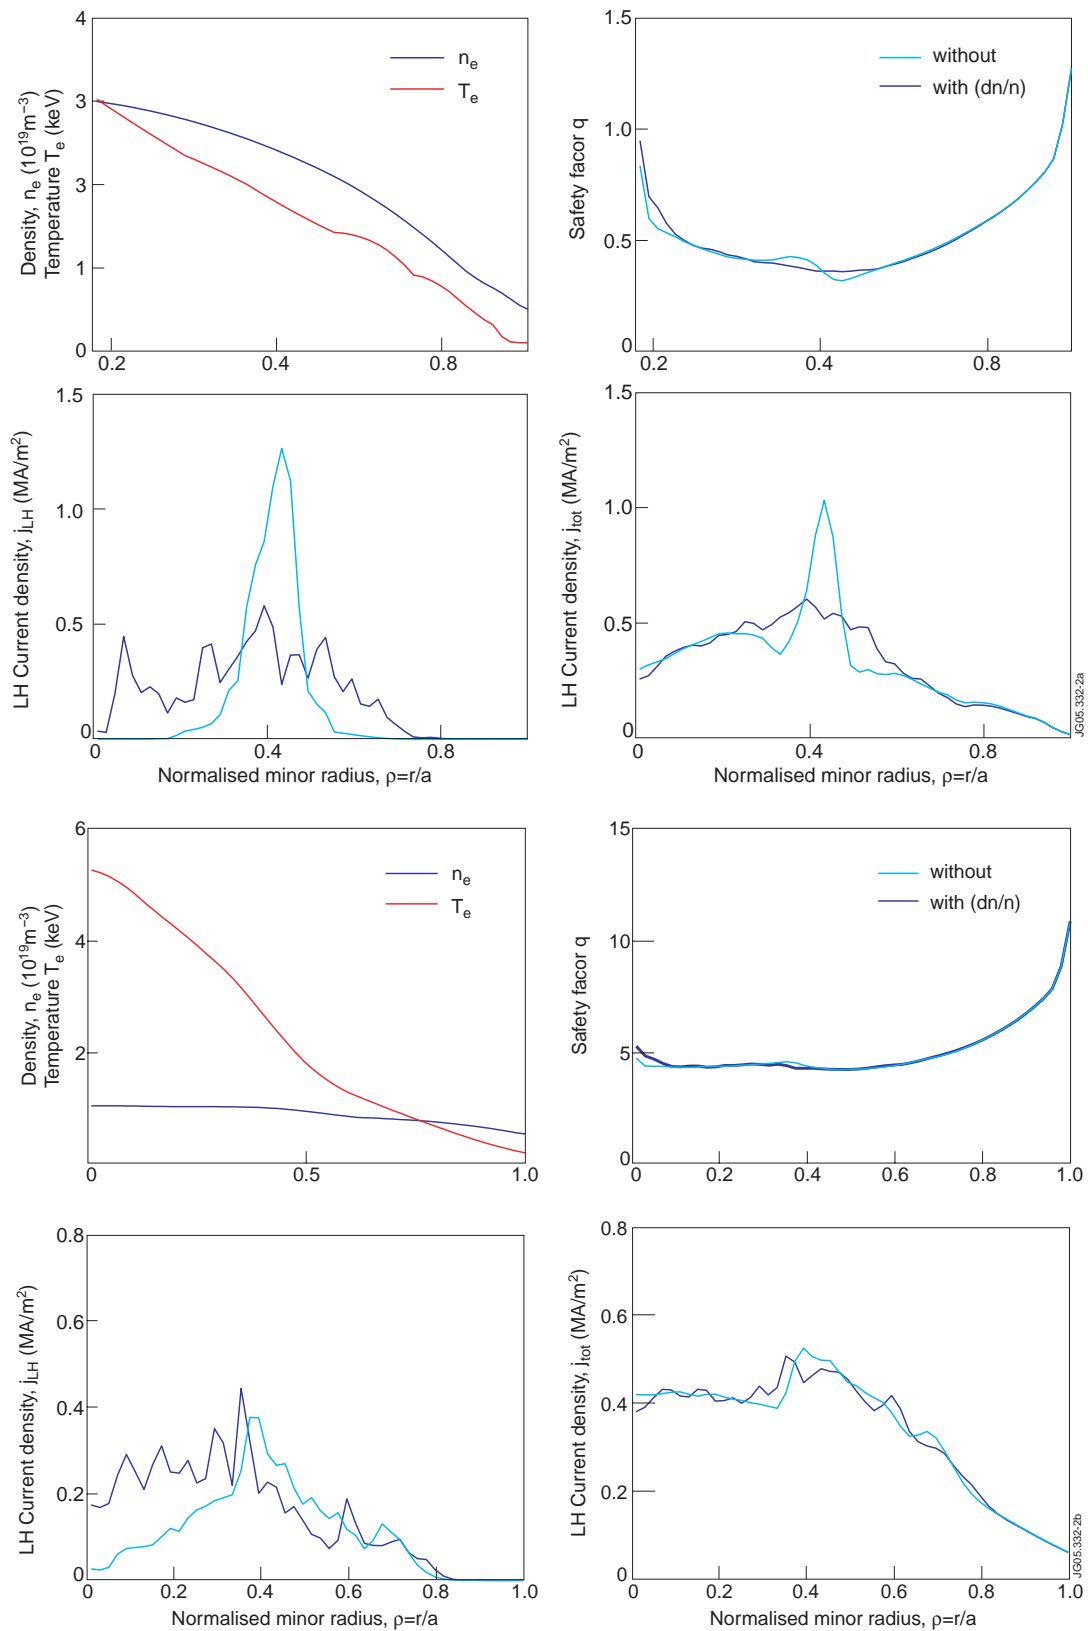 4
3
3
1
0
0.2
0.4
0.8
Density, nₑ (10¹⁹m⁻³)
Temperature Tₑ (keV)
nₑ
Tₑ
1.5
1.0
0.5
0
0.2
0.4
0.8
Safety facor q
without
with (dn/n)
1.5
1.0
0.5
0
0
0.4
0.8
LH Current density, j_LH (MA/m²)
Normalised minor radius, ρ=r/a
1.5
1.0
0.5
0
0
0.4
0.8
LH Current density, j_tot (MA/m²)
Normalised minor radius, ρ=r/a
JG05.332-2a
6
4
2
0
0.5
1.0
Density, nₑ (10¹⁹m⁻³)
Temperature Tₑ (keV)
nₑ
Tₑ
15
10
5
0
0
0.2
0.4
0.6
0.8
1.0
Safety facor q
without
with (dn/n)
0.8
0.6
0.4
0.2
0
0
0.2
0.4
0.6
0.8
1.0
LH Current density, j_LH (MA/m²)
Normalised minor radius, ρ=r/a
0.8
0.6
0.4
0.2
0
0
0.2
0.4
0.6
0.8
1.0
LH Current density, j_tot (MA/m²)
Normalised minor radius, ρ=r/a
JG05.332-2b